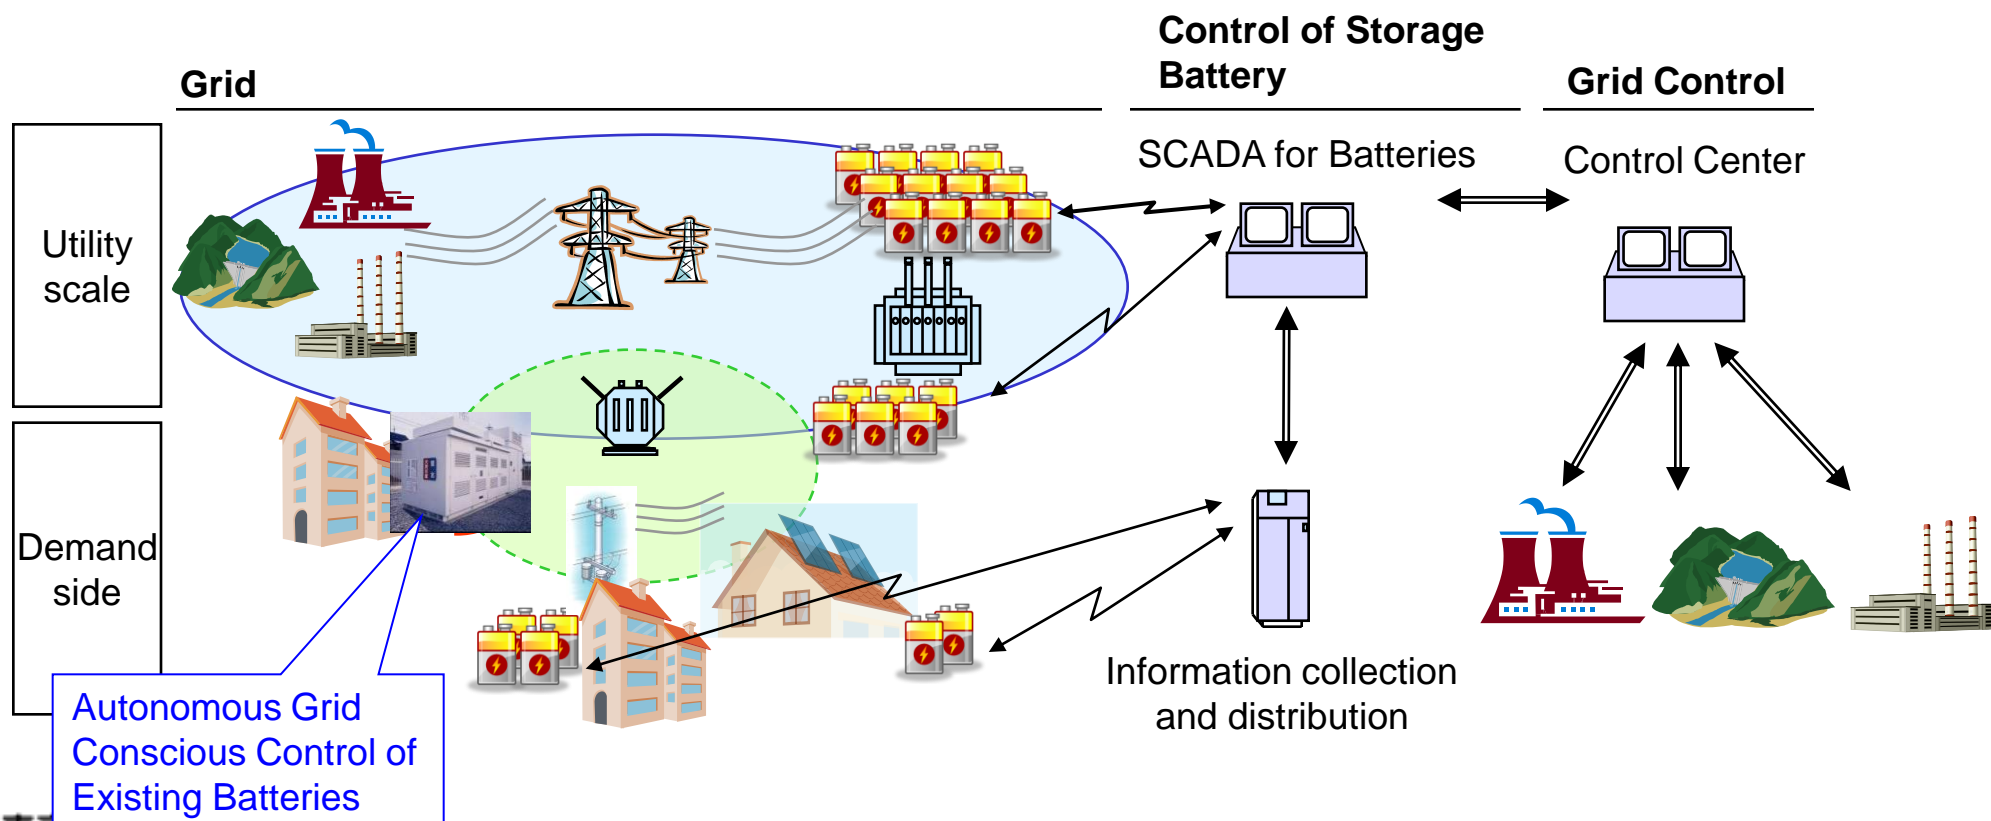 Control of Storage
Battery
Grid
Grid Control
SCADA for Batteries
Control Center
Utility
scale
Demand
side
Information collection
and distribution
Autonomous Grid
Conscious Control of
Existing Batteries